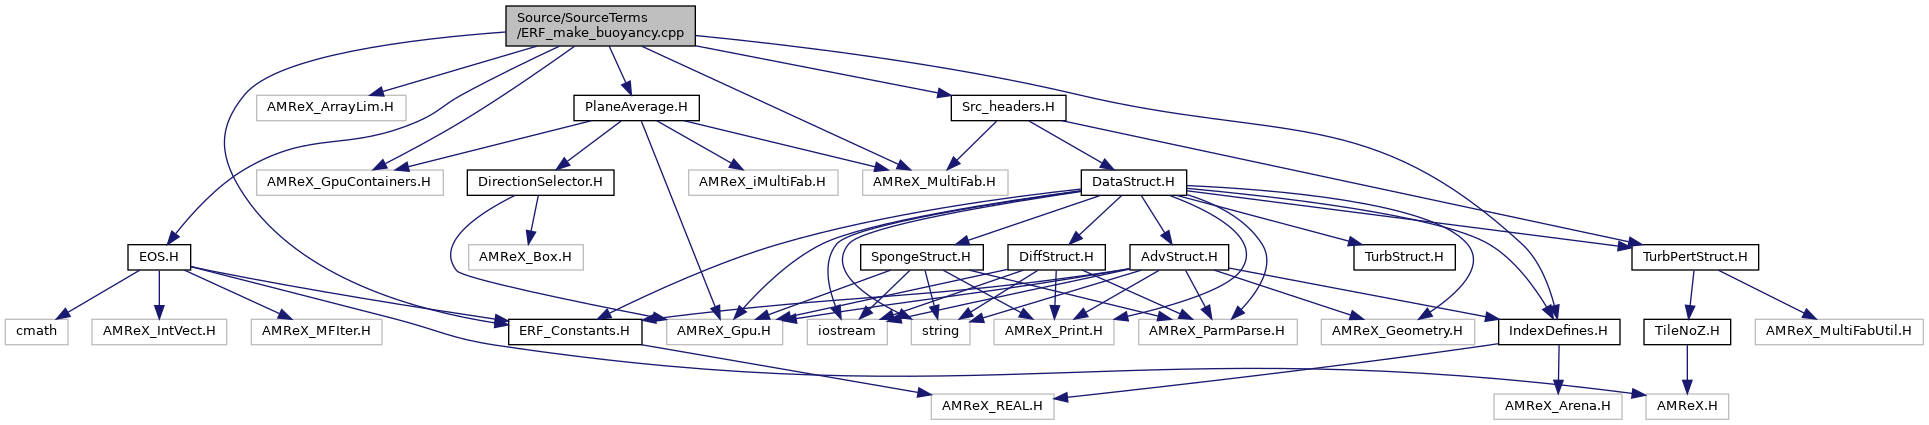 Source/SourceTerms
/ERF_make_buoyancy.cpp
AMReX_ArrayLim.H
PlaneAverage.H
Src_headers.H
AMReX_GpuContainers.H
DirectionSelector.H
AMReX_iMultiFab.H
AMReX_MultiFab.H
DataStruct.H
EOS.H
AMReX_Box.H
SpongeStruct.H
DiffStruct.H
AdvStruct.H
TurbStruct.H
TurbPertStruct.H
cmath
AMReX_IntVect.H
AMReX_MFIter.H
ERF_Constants.H
AMReX_Gpu.H
iostream
string
AMReX_Print.H
AMReX_ParmParse.H
AMReX_Geometry.H
IndexDefines.H
TileNoZ.H
AMReX_MultiFabUtil.H
AMReX_REAL.H
AMReX_Arena.H
AMReX.H